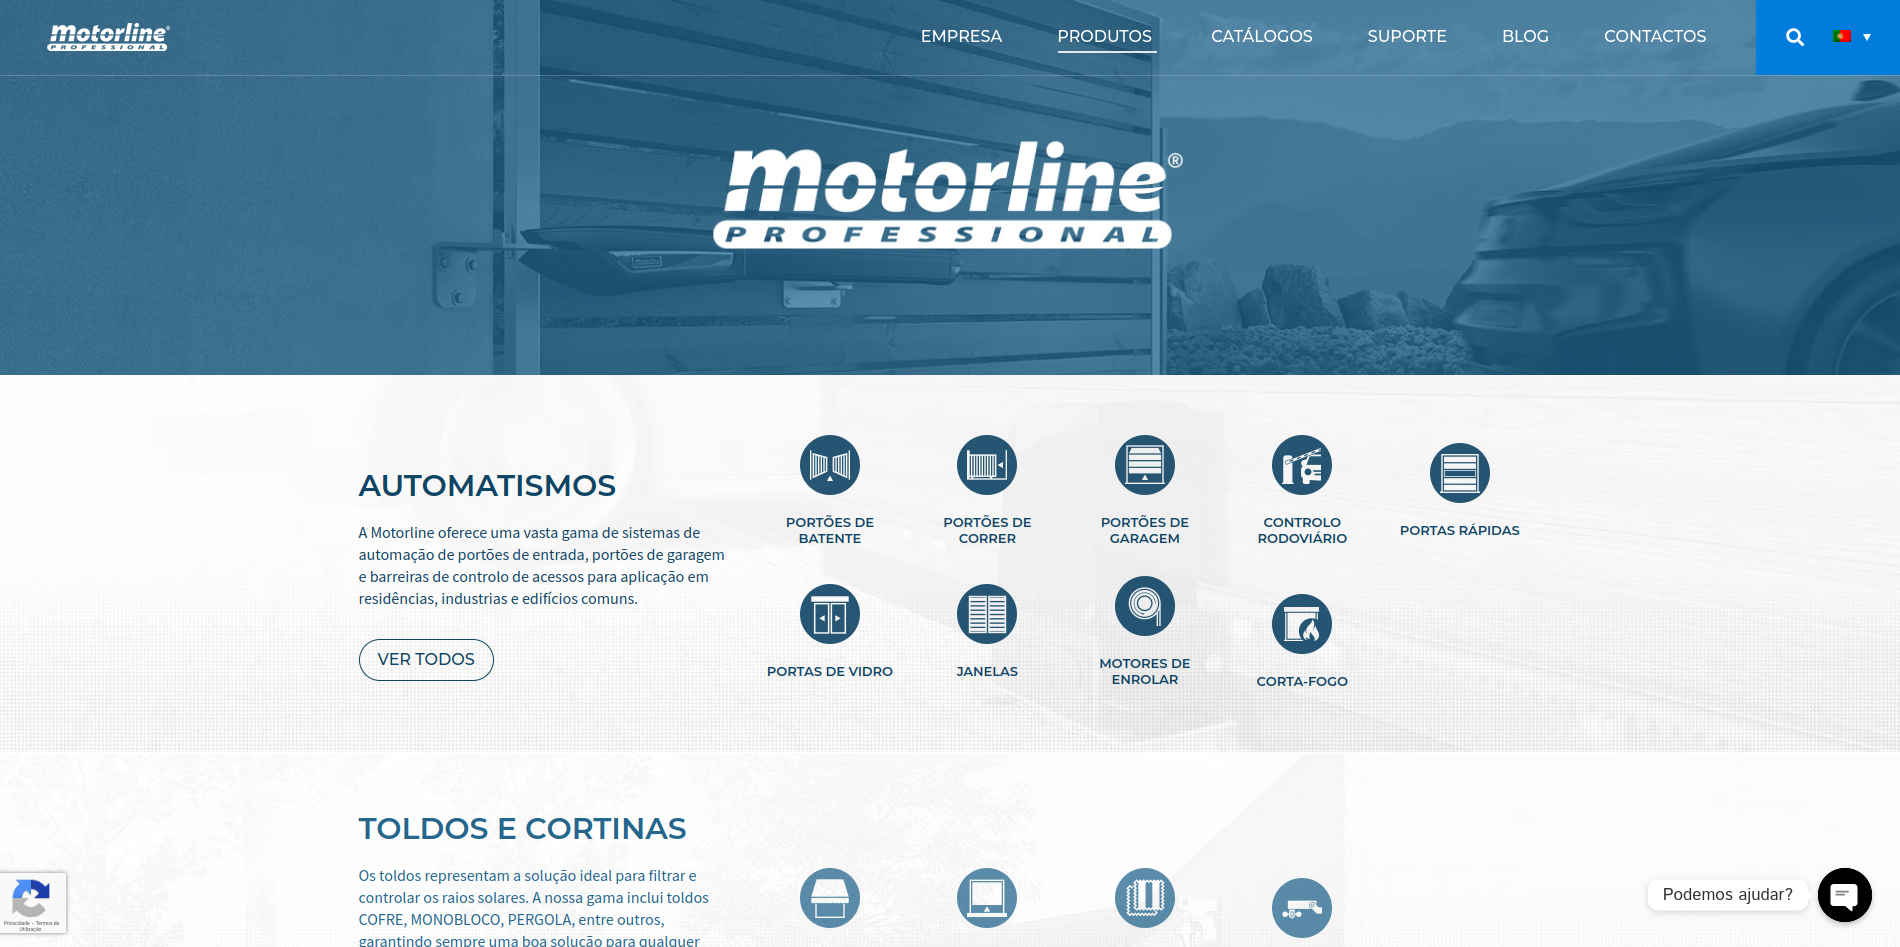 motorline®
PROFESSIONAL
EMPRESA
PRODUTOS
CATÁLOGOS
SUPORTE
BLOG
CONTACTOS
motorline®
PROFESSIONAL
AUTOMATISMOS
A Motorline oferece uma vasta gama de sistemas de
automação de portões de entrada, portões de garagem
e barreiras de controlo de acessos para aplicação em
residências, industrias e edifícios comuns.
VER TODOS
PORTÕES DE
BATENTE
PORTÕES DE
CORRER
PORTÕES DE
GARAGEM
CONTROLO
RODOVIÁRIO
PORTAS RÁPIDAS
PORTAS DE VIDRO
JANELAS
MOTORES DE
ENROLAR
CORTA-FOGO
TOLDOS E CORTINAS
Os toldos representam a solução ideal para filtrar e
controlar os raios solares. A nossa gama inclui toldos
COFRE, MONOBLOCO, PERGOLA, entre outros,
garantindo sempre uma boa solução para qualquer
Privacidade - Termos de
Utilização
Podemos ajudar?